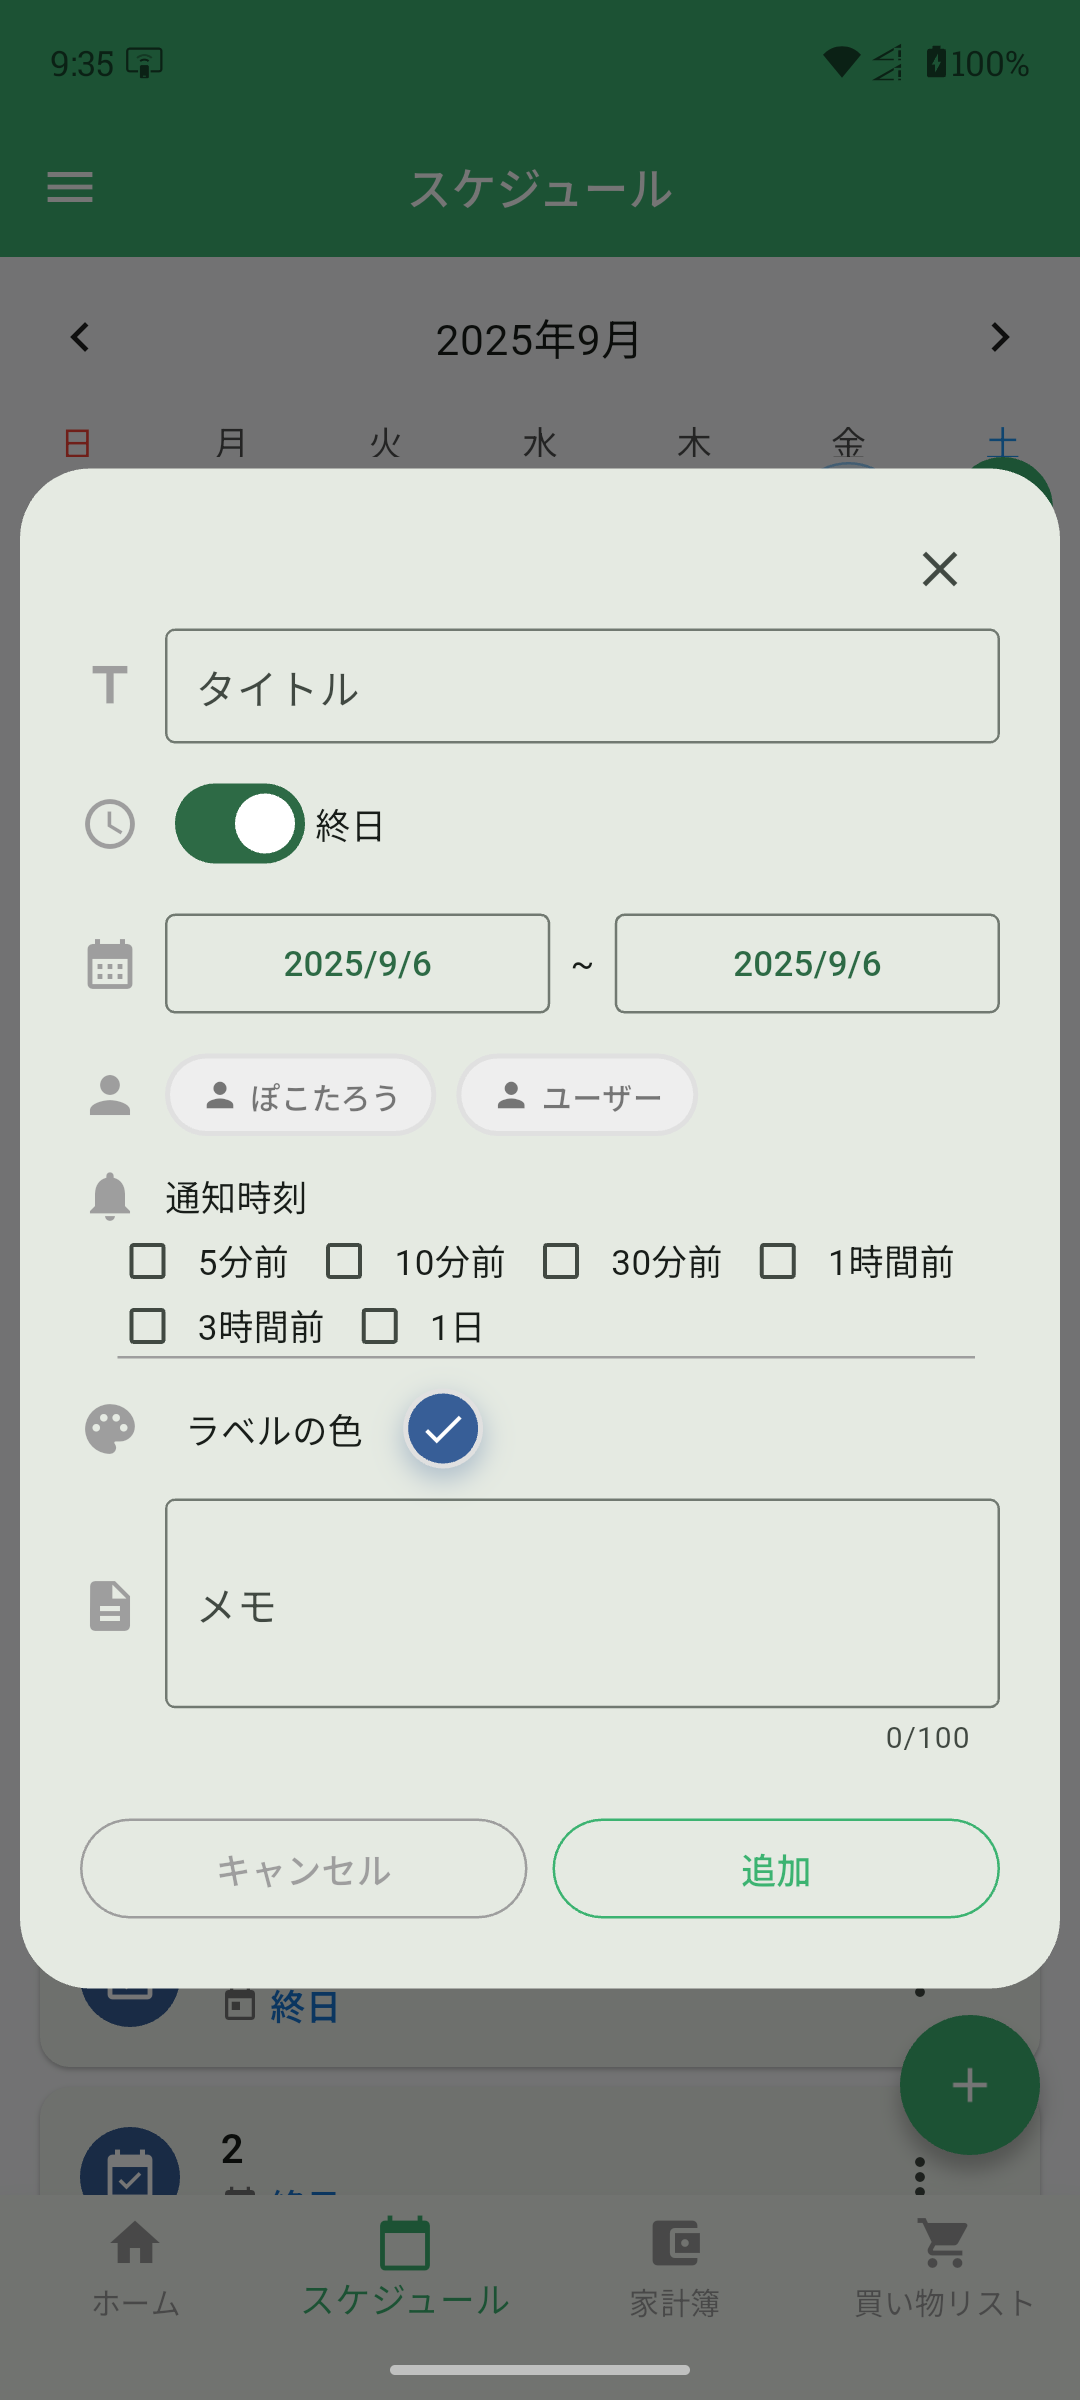 9:35 100%
スケジュール
2025年9月
日 月 火 水 木 金 土
タイトル
終日
2025/9/6 ~ 2025/9/6
ぽこたろう ユーザー
通知時刻
5分前 10分前 30分前 1時間前
3時間前 1日
ラベルの色
メモ
0/100
キャンセル 追加
終日
2
終日
ホーム スケジュール 家計簿 買い物リスト